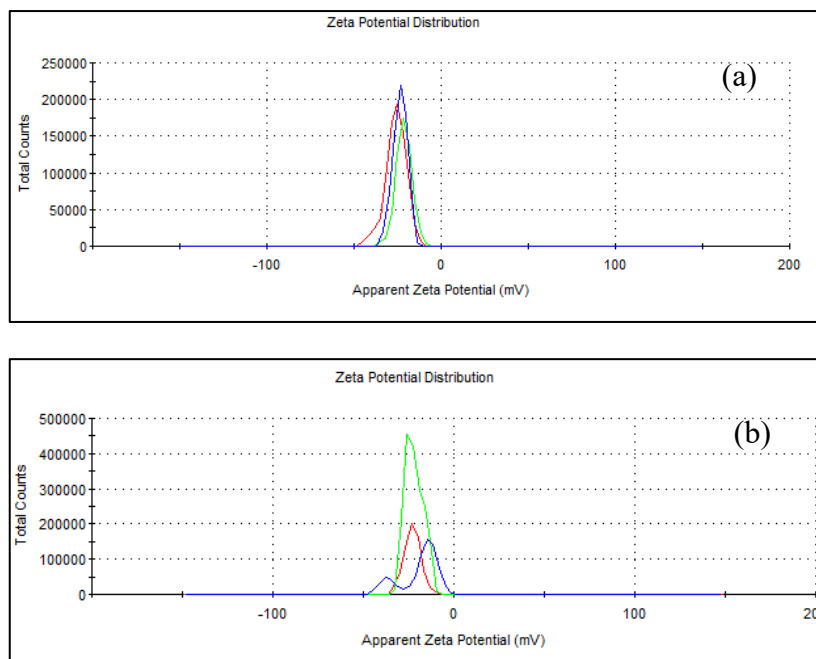 Zeta Potential Distribution
(a)
250000
200000
150000
100000
50000
0
Total Counts
-100 0 100 200
Apparent Zeta Potential (mV)
Zeta Potential Distribution
(b)
500000
400000
300000
200000
100000
0
Total Counts
-100 0 100 200
Apparent Zeta Potential (mV)